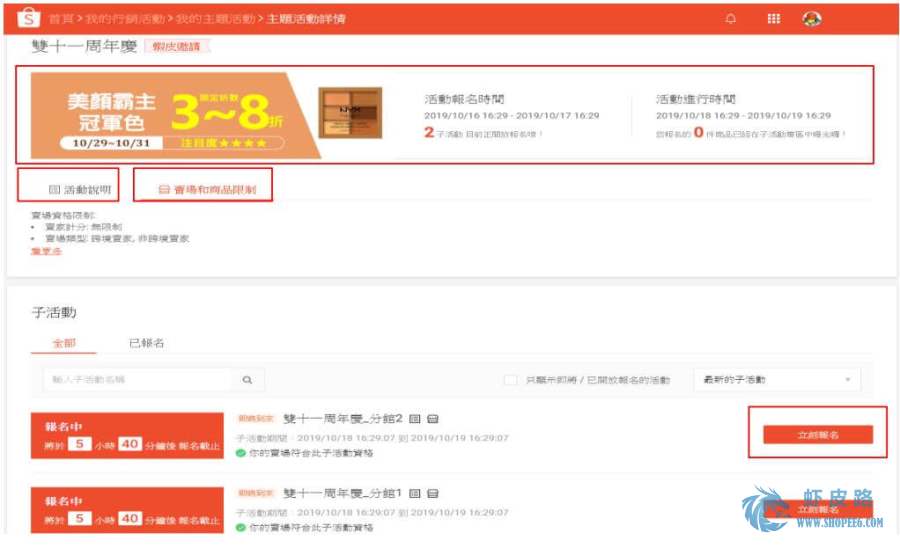 首頁 > 我的行銷活動 > 我的主題活動 > 主題活動詳情
雙十一周年慶 蝦皮邀請
美顏霸主
冠軍色
限定折數
3~8折
10/29~10/31 注目度★★★★
NYX
活動報名時間
2019/10/16 16:29 - 2019/10/17 16:29
2 子活動 目前正開放報名唷！
活動進行時間
2019/10/18 16:29 - 2019/10/19 16:29
您報名的 0 件商品已經在子活動專區中曝光囉！
活動說明 賣場和商品限制
賣場資格限制:
• 賣家計分: 無限制
• 賣場類型: 跨境賣家, 非跨境賣家
看更多
子活動
全部 已報名
輸入子活動名稱
只顯示即將 / 已開放報名的活動
最新的子活動
報名中
將於 5 小時 40 分鐘後 報名截止
雙十一周年慶_分館2
子活動期間 : 2019/10/18 16:29:07 到 2019/10/19 16:29:07
你的賣場符合此子活動資格
立刻報名
報名中
將於 5 小時 40 分鐘後 報名截止
雙十一周年慶_分館1
子活動期間 : 2019/10/18 16:29:07 到 2019/10/19 16:29:07
你的賣場符合此子活動資格
立刻報名
虾皮路
WWW.SHOPEE6.COM